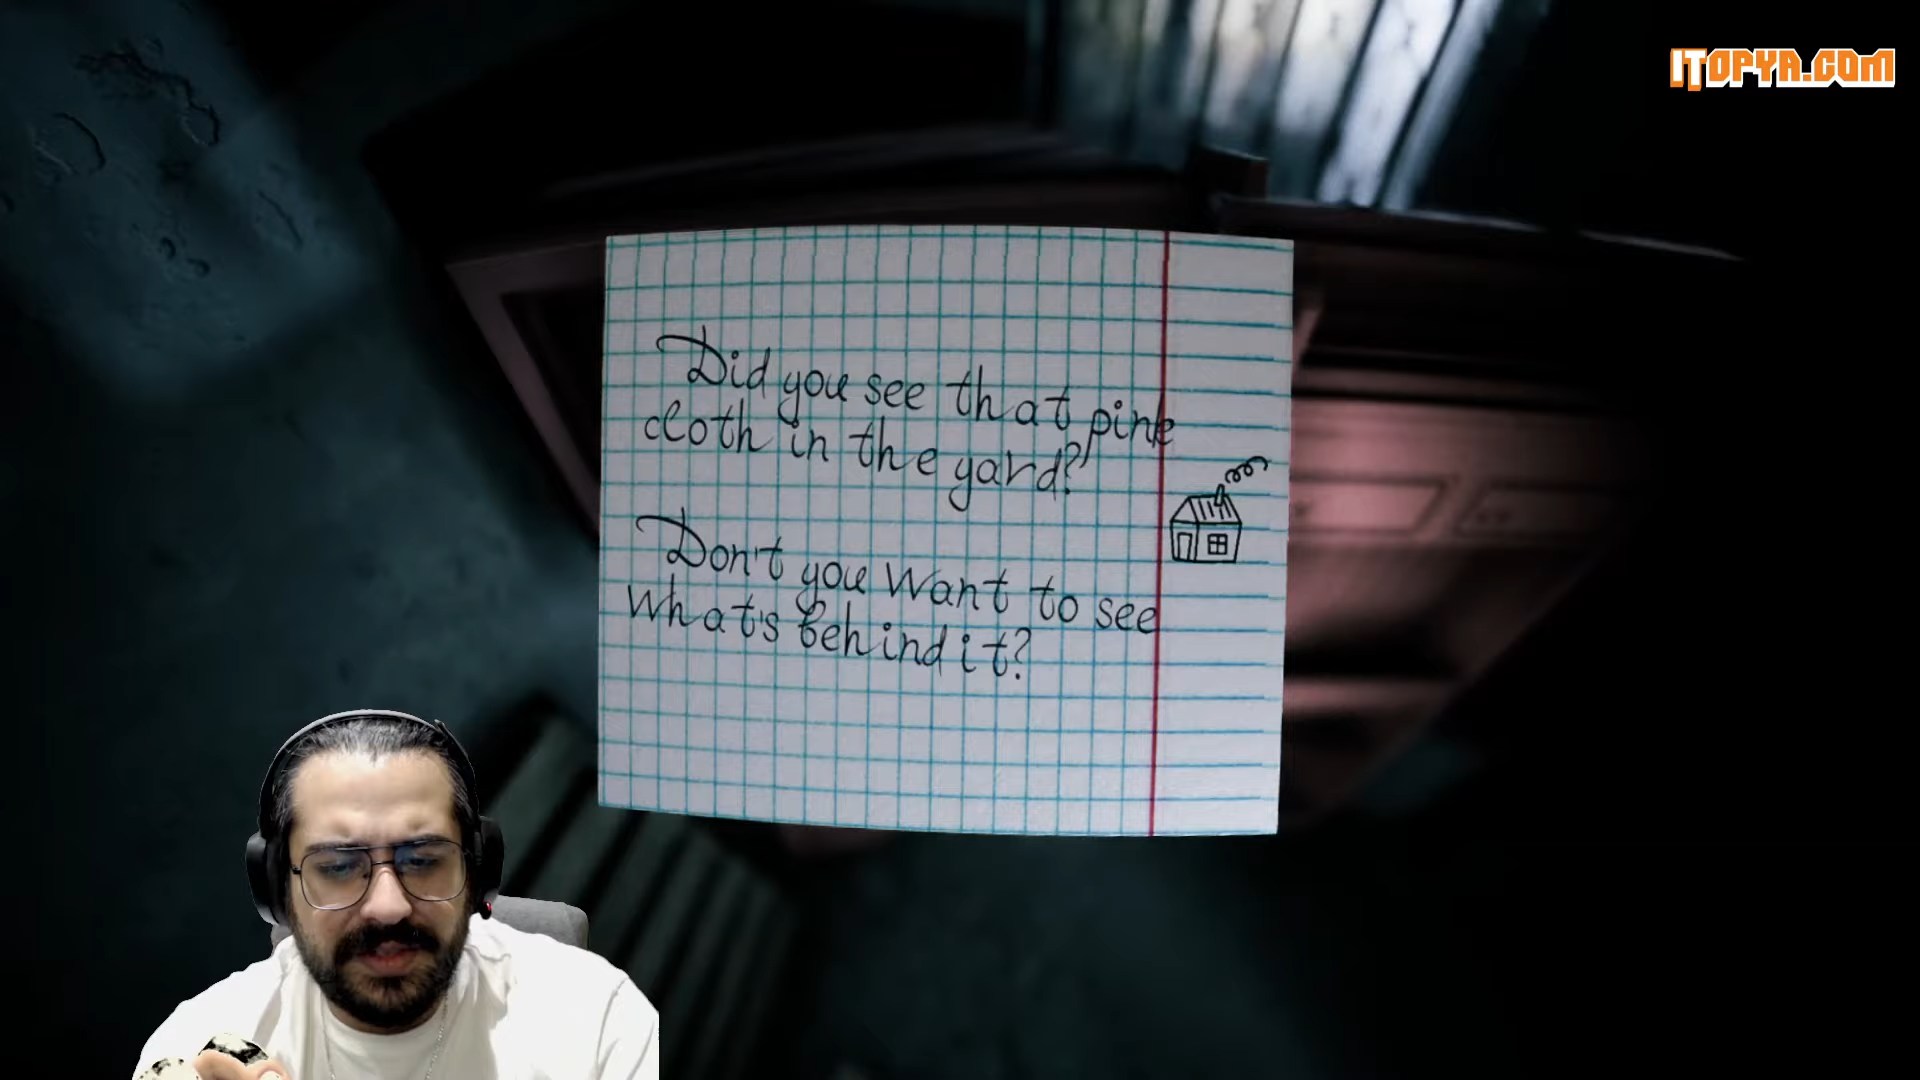 ITOPYA.COM
Did you see that pink
cloth in the yard?
Don't you want to see
what's behind it?